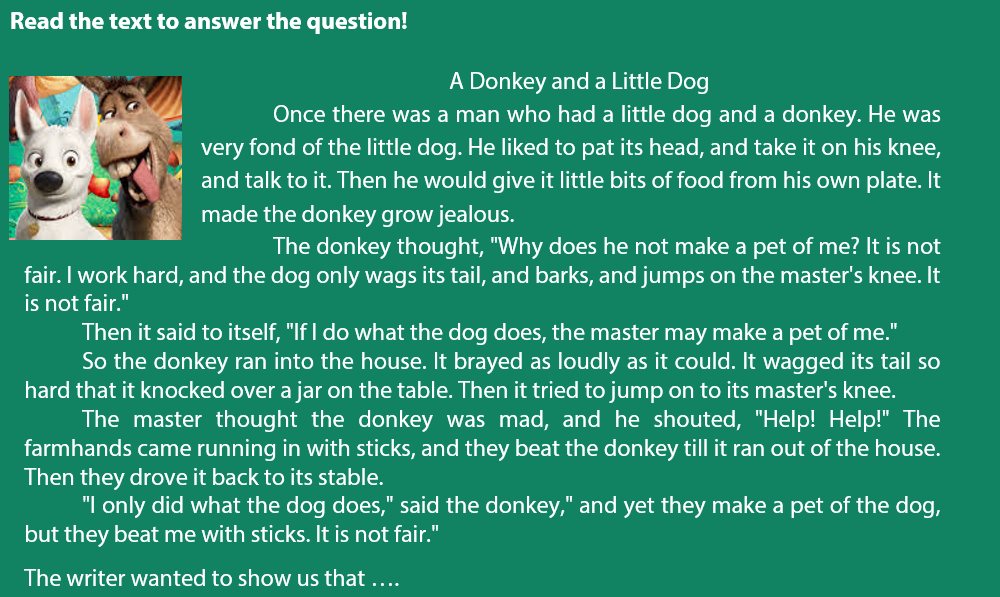 Read the text to answer the question!
A Donkey and a Little Dog
Once there was a man who had a little dog and a donkey. He was
very fond of the little dog. He liked to pat its head, and take it on his knee,
and talk to it. Then he would give it little bits of food from his own plate. It
made the donkey grow jealous.
The donkey thought, "Why does he not make a pet of me? It is not
fair. I work hard, and the dog only wags its tail, and barks, and jumps on the master's knee. It
is not fair."
Then it said to itself, "If I do what the dog does, the master may make a pet of me."
So the donkey ran into the house. It brayed as loudly as it could. It wagged its tail so
hard that it knocked over a jar on the table. Then it tried to jump on to its master's knee.
The master thought the donkey was mad, and he shouted, "Help! Help!" The
farmhands came running in with sticks, and they beat the donkey till it ran out of the house.
Then they drove it back to its stable.
"I only did what the dog does," said the donkey," and yet they make a pet of the dog,
but they beat me with sticks. It is not fair."
The writer wanted to show us that ….